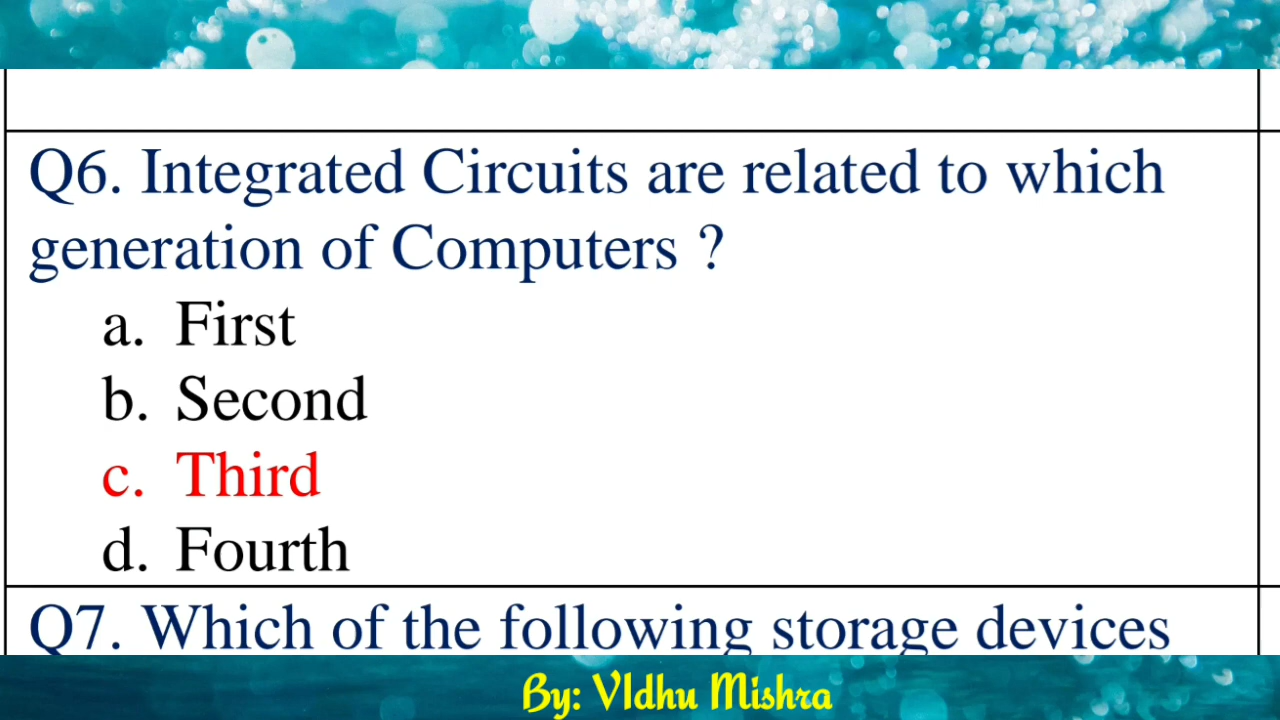 Q6. Integrated Circuits are related to which
generation of Computers ?
a. First
b. Second
c. Third
d. Fourth
Q7. Which of the following storage devices
By: VIdhu Mishra